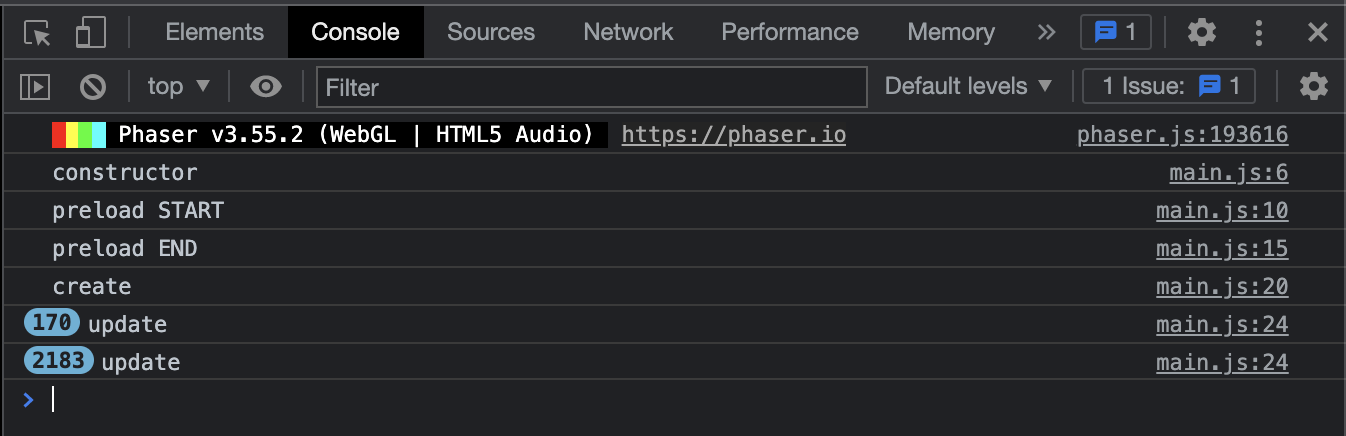 Elements Console Sources Network Performance Memory » 1
top ▼ Filter Default levels ▼ 1 Issue: 1
Phaser v3.55.2 (WebGL | HTML5 Audio) https://phaser.io phaser.js:193616
constructor main.js:6
preload START main.js:10
preload END main.js:15
create main.js:20
170 update main.js:24
2183 update main.js:24
>